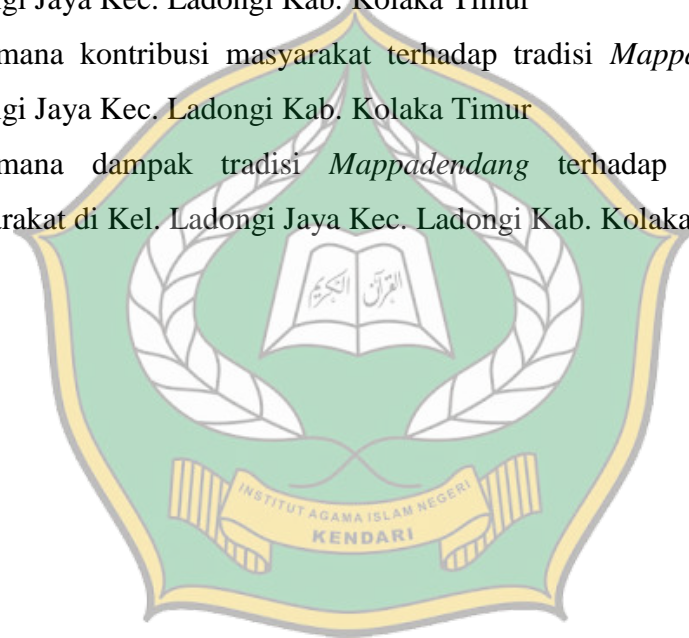 ngi Jaya Kec. Ladongi Kab. Kolaka Timur
mana kontribusi masyarakat terhadap tradisi Mappa
ngi Jaya Kec. Ladongi Kab. Kolaka Timur
mana dampak tradisi Mappadendang terhadap
arakat di Kel. Ladongi Jaya Kec. Ladongi Kab. Kolaka
القرآن الكريم
INSTITUT AGAMA ISLAM NEGERI
KENDARI